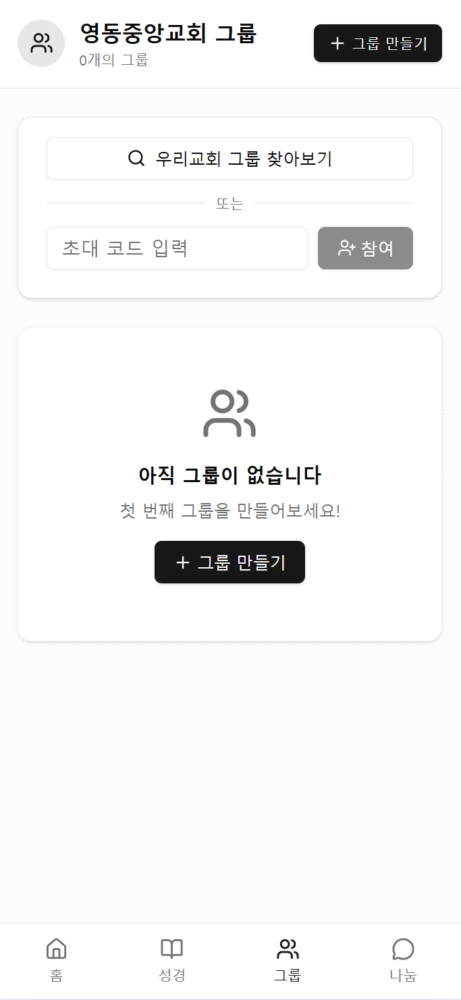 영동중앙교회 그룹
0개의 그룹
그룹 만들기
우리교회 그룹 찾아보기
또는
초대 코드 입력
참여
아직 그룹이 없습니다
첫 번째 그룹을 만들어보세요!
그룹 만들기
홈
성경
그룹
나눔